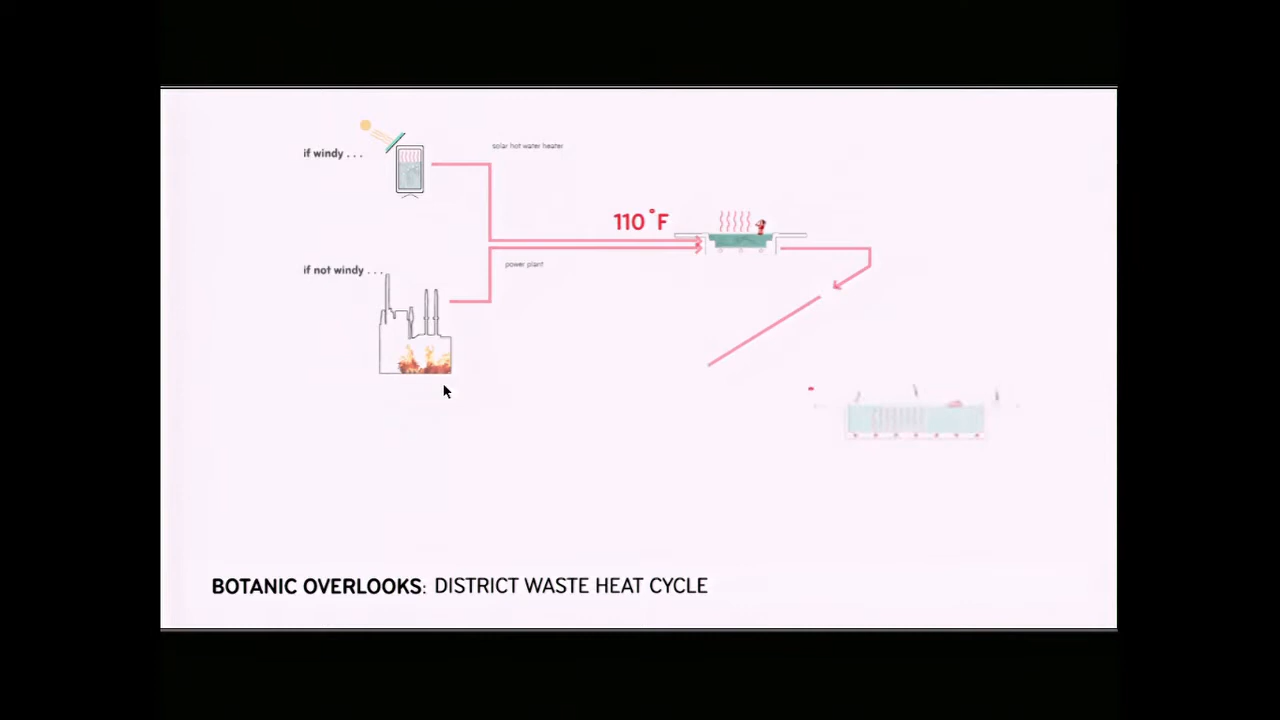 if windy . . .
solar hot water heater
110°F
if not windy . . .
power plant
BOTANIC OVERLOOKS: DISTRICT WASTE HEAT CYCLE